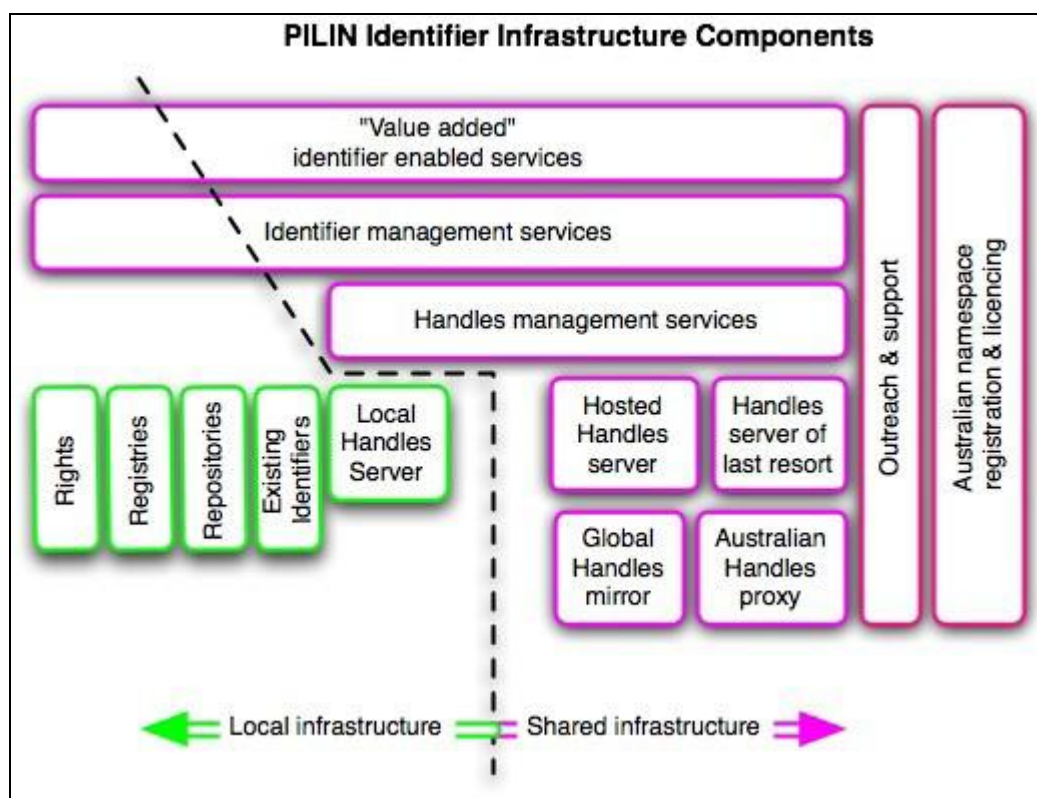 PILIN Identifier Infrastructure Components
"Value added"
identifier enabled services
Identifier management services
Handles management services
Rights
Registries
Repositories
Existing
Identifiers
Local
Handles
Server
Hosted
Handles
server
Handles
server of
last resort
Global
Handles
mirror
Australian
Handles
proxy
Outreach & support
Australian namespace
registration & licencing
Local infrastructure
Shared infrastructure